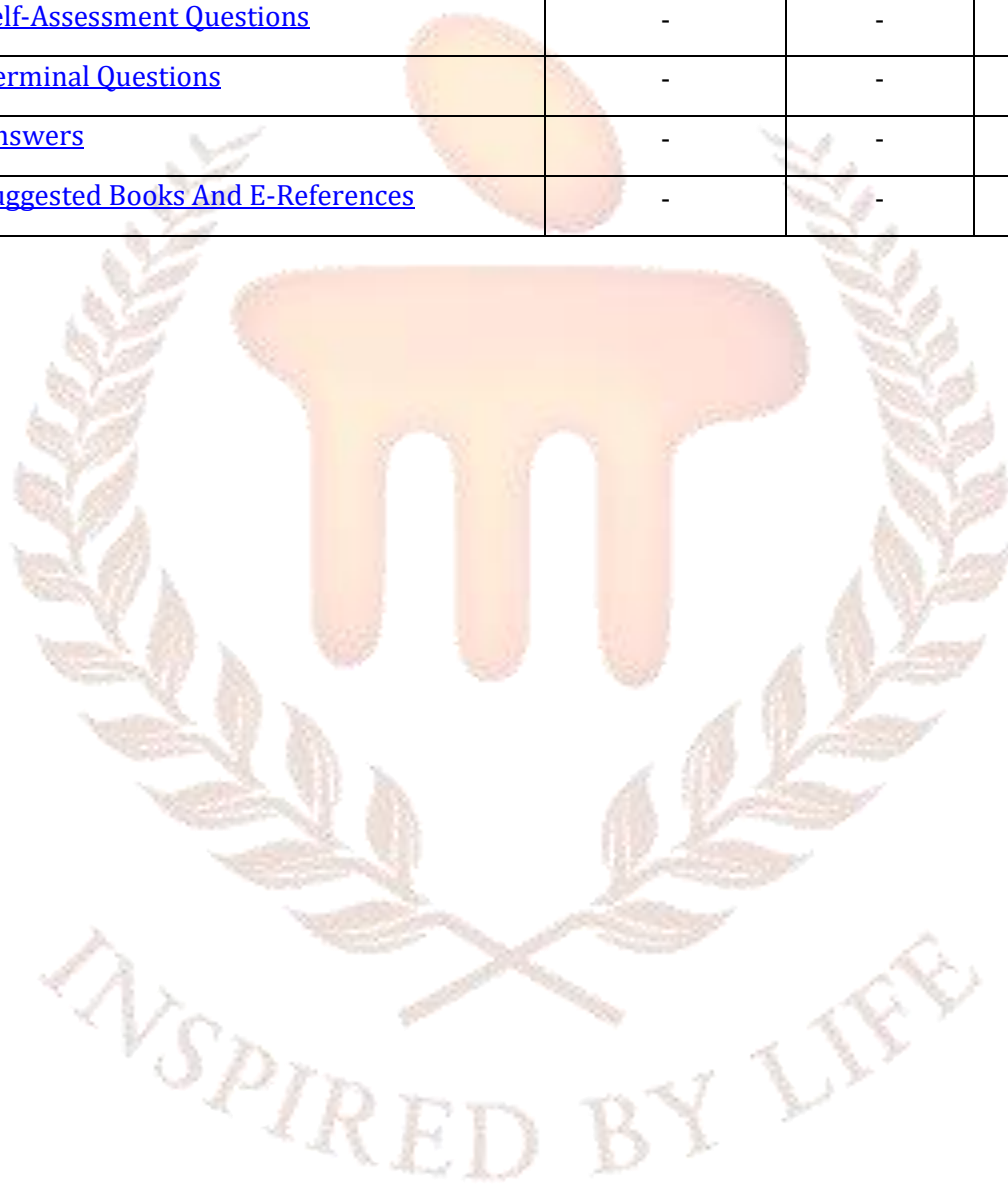 elf-Assessment Questions - -
erminal Questions - -
nswers - -
uggested Books And E-References - -
INSPIRED BY LIFE